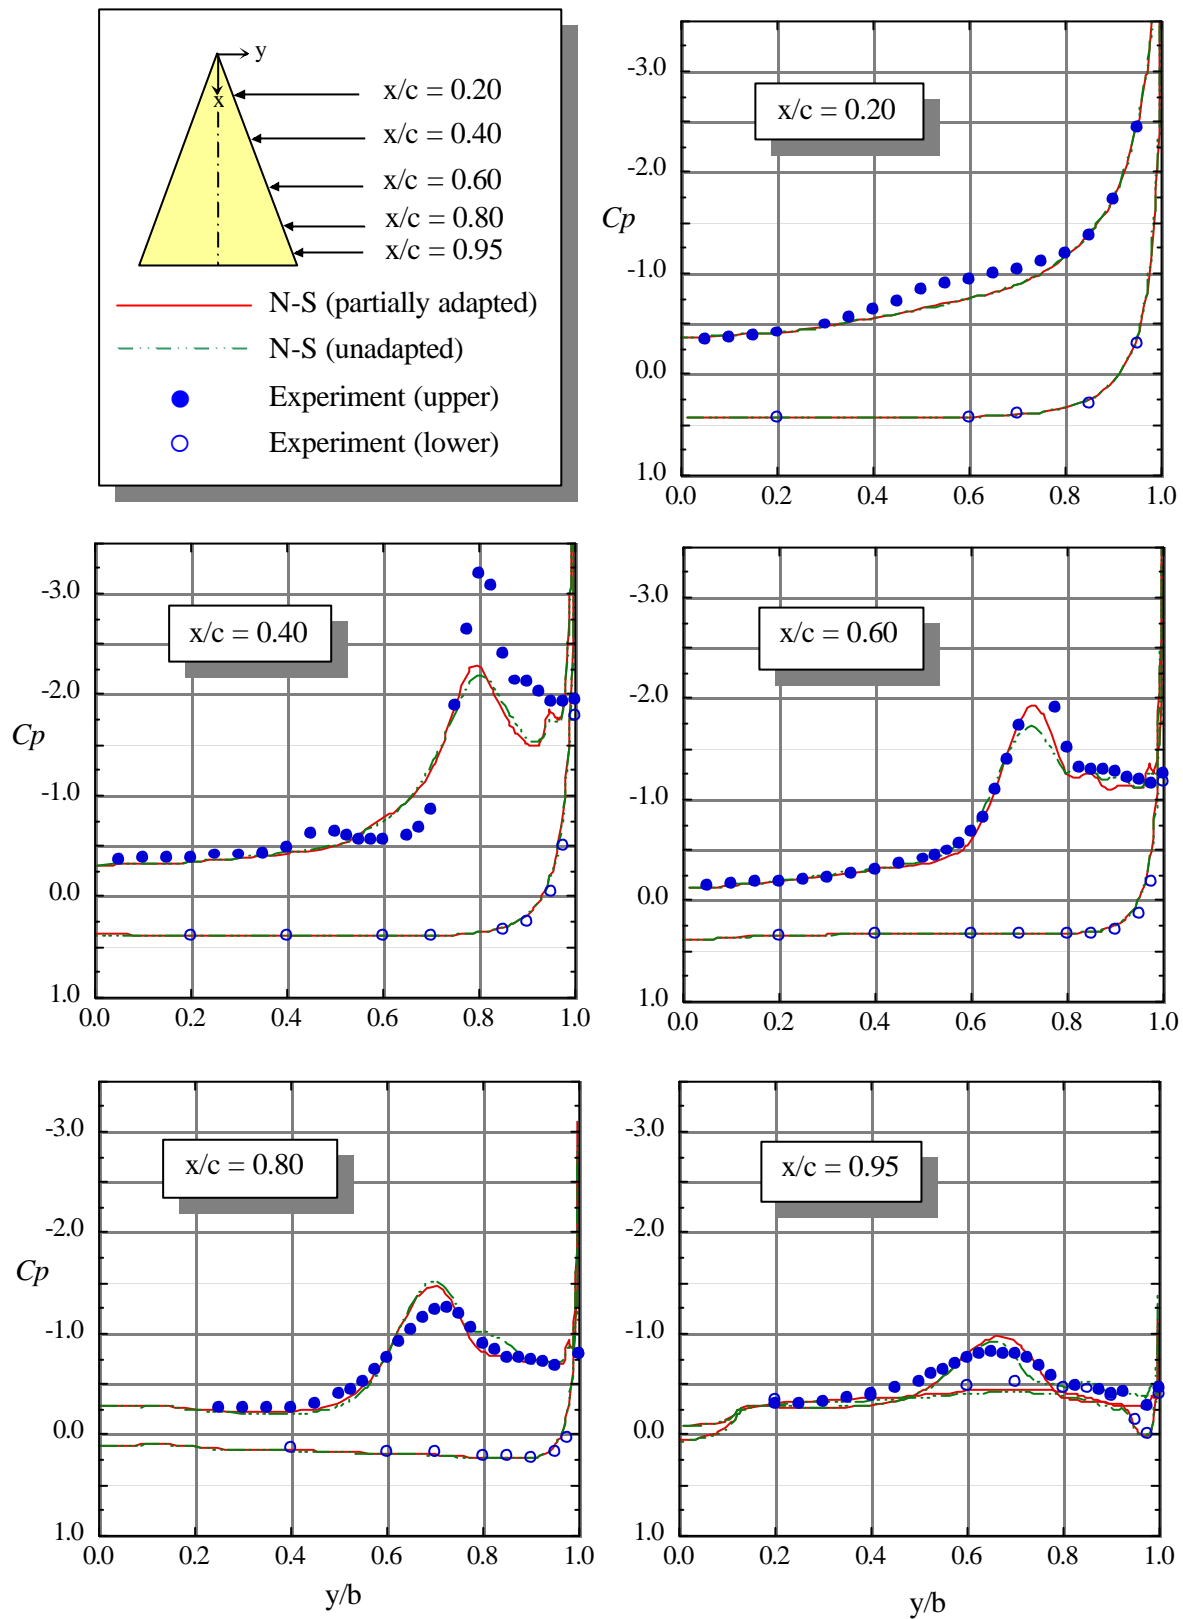 y
x
x/c = 0.20
x/c = 0.40
x/c = 0.60
x/c = 0.80
x/c = 0.95
N-S (partially adapted)
N-S (unadapted)
Experiment (upper)
Experiment (lower)
x/c = 0.20
-3.0
-2.0
Cp
-1.0
0.0
1.0
0.0 0.2 0.4 0.6 0.8 1.0
x/c = 0.40
-3.0
-2.0
Cp
-1.0
0.0
1.0
0.0 0.2 0.4 0.6 0.8 1.0
x/c = 0.60
-3.0
-2.0
-1.0
0.0
1.0
0.0 0.2 0.4 0.6 0.8 1.0
x/c = 0.80
-3.0
-2.0
Cp
-1.0
0.0
1.0
0.0 0.2 0.4 0.6 0.8 1.0
y/b
x/c = 0.95
-3.0
-2.0
-1.0
0.0
1.0
0.0 0.2 0.4 0.6 0.8 1.0
y/b